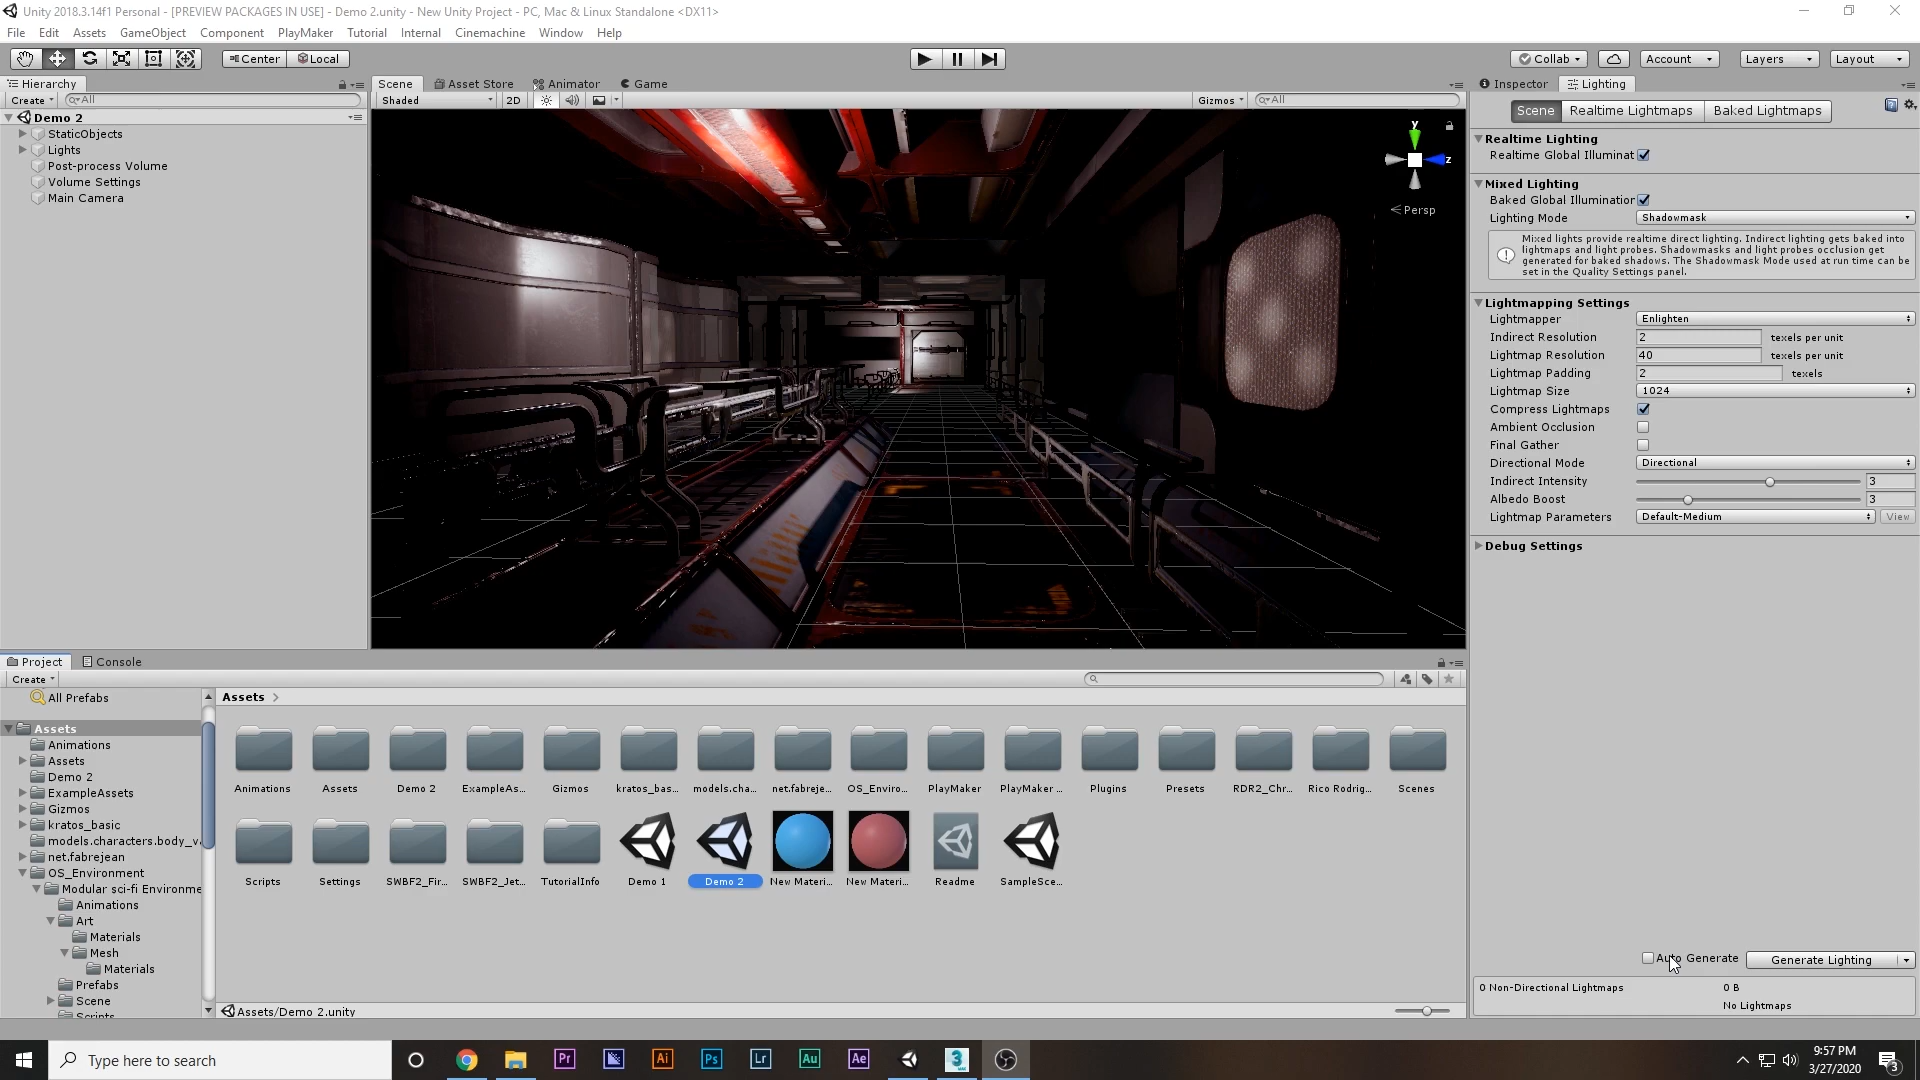 Unity 2018.3.14f1 Personal - [PREVIEW PACKAGES IN USE] - Demo 2.unity - New Unity Project - PC, Mac & Linux Standalone <DX11>
File Edit Assets GameObject Component PlayMaker Tutorial Internal Cinemachine Window Help
Center Local Collab Account Layers Layout
Hierarchy
Create All
Demo 2
StaticObjects
Lights
Post-process Volume
Volume Settings
Main Camera
Scene Asset Store Animator Game
Shaded 2D Gizmos All
y
z
Persp
Inspector Lighting
Scene Realtime Lightmaps Baked Lightmaps
Realtime Lighting
Realtime Global Illuminat
Mixed Lighting
Baked Global Illumination
Lighting Mode Shadowmask
Mixed lights provide realtime direct lighting. Indirect lighting gets baked into
lightmaps and light probes. Shadowmasks and light probes occlusion get
generated for baked shadows. The Shadowmask Mode used at run time can be
set in the Quality Settings panel.
Lightmapping Settings
Lightmapper Enlighten
Indirect Resolution 2 texels per unit
Lightmap Resolution 40 texels per unit
Lightmap Padding 2 texels
Lightmap Size 1024
Compress Lightmaps
Ambient Occlusion
Final Gather
Directional Mode Directional
Indirect Intensity 3
Albedo Boost 3
Lightmap Parameters Default-Medium View
Debug Settings
Auto Generate Generate Lighting
0 Non-Directional Lightmaps 0 B
No Lightmaps
Project Console
Create
All Prefabs
Assets
Animations
Assets
Demo 2
ExampleAssets
Gizmos
kratos_basic
models.characters.body_v
net.fabrejean
OS_Environment
Modular sci-fi Environme
Animations
Art
Materials
Mesh
Materials
Prefabs
Scene
Scripts
Assets
Animations Assets Demo 2 ExampleAs... Gizmos kratos_bas... models.cha... net.fabreje... OS_Enviro... PlayMaker PlayMaker ... Plugins Presets RDR2_Chr... Rico Rodrig... Scenes
Scripts Settings SWBF2_Fir... SWBF2_Jet... TutorialInfo Demo 1 Demo 2 New Materi... New Materi... Readme SampleSce...
Assets/Demo 2.unity
Type here to search
Pr Ai Ps Lr Au Ae 3
9:57 PM
3/27/2020
3